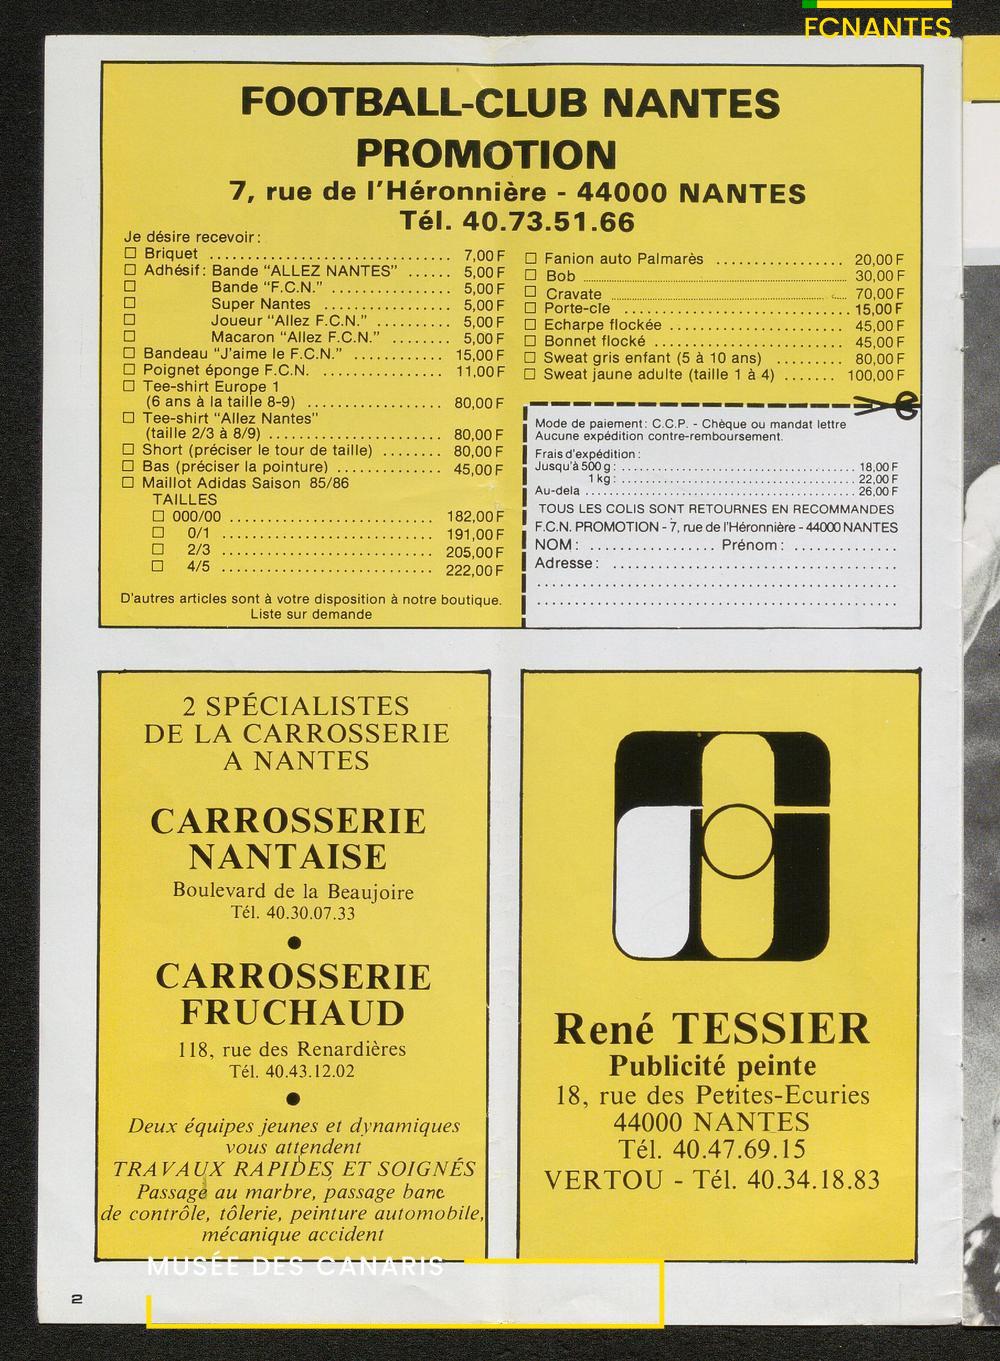 FCNANTES
FOOTBALL-CLUB NANTES
PROMOTION
7, rue de l'Héronnière - 44000 NANTES
Tél. 40.73.51.66
Je désire recevoir:
☐ Briquet ........................ 7,00 F
☐ Adhésif: Bande "ALLEZ NANTES" ...... 5,00 F
☐ Bande "F.C.N." ............... 5,00 F
☐ Super Nantes ................. 5,00 F
☐ Joueur "Allez F.C.N." ......... 5,00 F
☐ Macaron "Allez F.C.N." ........ 5,00 F
☐ Bandeau "J'aime le F.C.N." ........... 15,00 F
☐ Poignet éponge F.C.N. ............... 11,00 F
☐ Tee-shirt Europe 1
(6 ans à la taille 8-9) .................. 80,00 F
☐ Tee-shirt "Allez Nantes"
(taille 2/3 à 8/9) ..................... 80,00 F
☐ Short (préciser le tour de taille) ........ 80,00 F
☐ Bas (préciser la pointure) ............. 45,00 F
☐ Maillot Adidas Saison 85/86
TAILLES
☐ 000/00 ......................... 182,00 F
☐ 0/1 .......................... 191,00 F
☐ 2/3 .......................... 205,00 F
☐ 4/5 .......................... 222,00 F
D'autres articles sont à votre disposition à notre boutique.
Liste sur demande
☐ Fanion auto Palmarès ................ 20,00 F
☐ Bob ................................ 30,00 F
☐ Cravate ............................ 70,00 F
☐ Porte-cle ........................... 15,00 F
☐ Echarpe flockée ..................... 45,00 F
☐ Bonnet flocké ....................... 45,00 F
☐ Sweat gris enfant (5 à 10 ans) ......... 80,00 F
☐ Sweat jaune adulte (taille 1 à 4) ....... 100,00 F
Mode de paiement: C.C.P. - Chèque ou mandat lettre
Aucune expédition contre-remboursement.
Frais d'expédition:
Jusqu'à 500 g: ............................ 18,00 F
1 kg: ............................ 22,00 F
Au-dela .................................. 26,00 F
TOUS LES COLIS SONT RETOURNES EN RECOMMANDES
F.C.N. PROMOTION - 7, rue de l'Héronnière - 44000 NANTES
NOM: ................. Prénom: ..............
Adresse: ......................................
..............................................
..............................................
2 SPÉCIALISTES
DE LA CARROSSERIE
A NANTES
CARROSSERIE
NANTAISE
Boulevard de la Beaujoire
Tél. 40.30.07.33
●
CARROSSERIE
FRUCHAUD
118, rue des Renardières
Tél. 40.43.12.02
●
Deux équipes jeunes et dynamiques
vous attendent
TRAVAUX RAPIDES ET SOIGNÉS
Passage au marbre, passage banc
de contrôle, tôlerie, peinture automobile,
mécanique accident
René TESSIER
Publicité peinte
18, rue des Petites-Ecuries
44000 NANTES
Tél. 40.47.69.15
VERTOU - Tél. 40.34.18.83
MUSÉE DES CANARIS
2